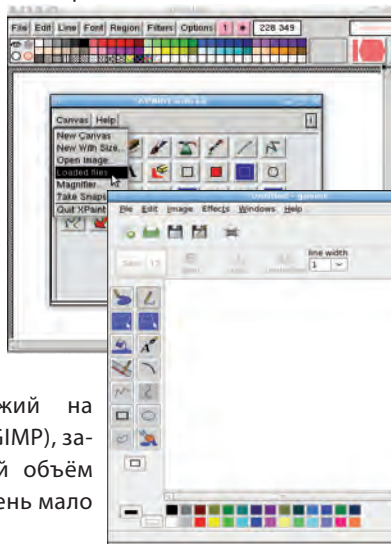 File Edit Line Font Region Filters Options 1 228 349
Canvas Help i
New Canvas
New With Size...
Open Image
Loaded files
Magnifier
Take Snaps
Quit XPaint
File Edit Image Effects Windows Help
line width
1
жий на
GIMP), за-
й объём
ень мало